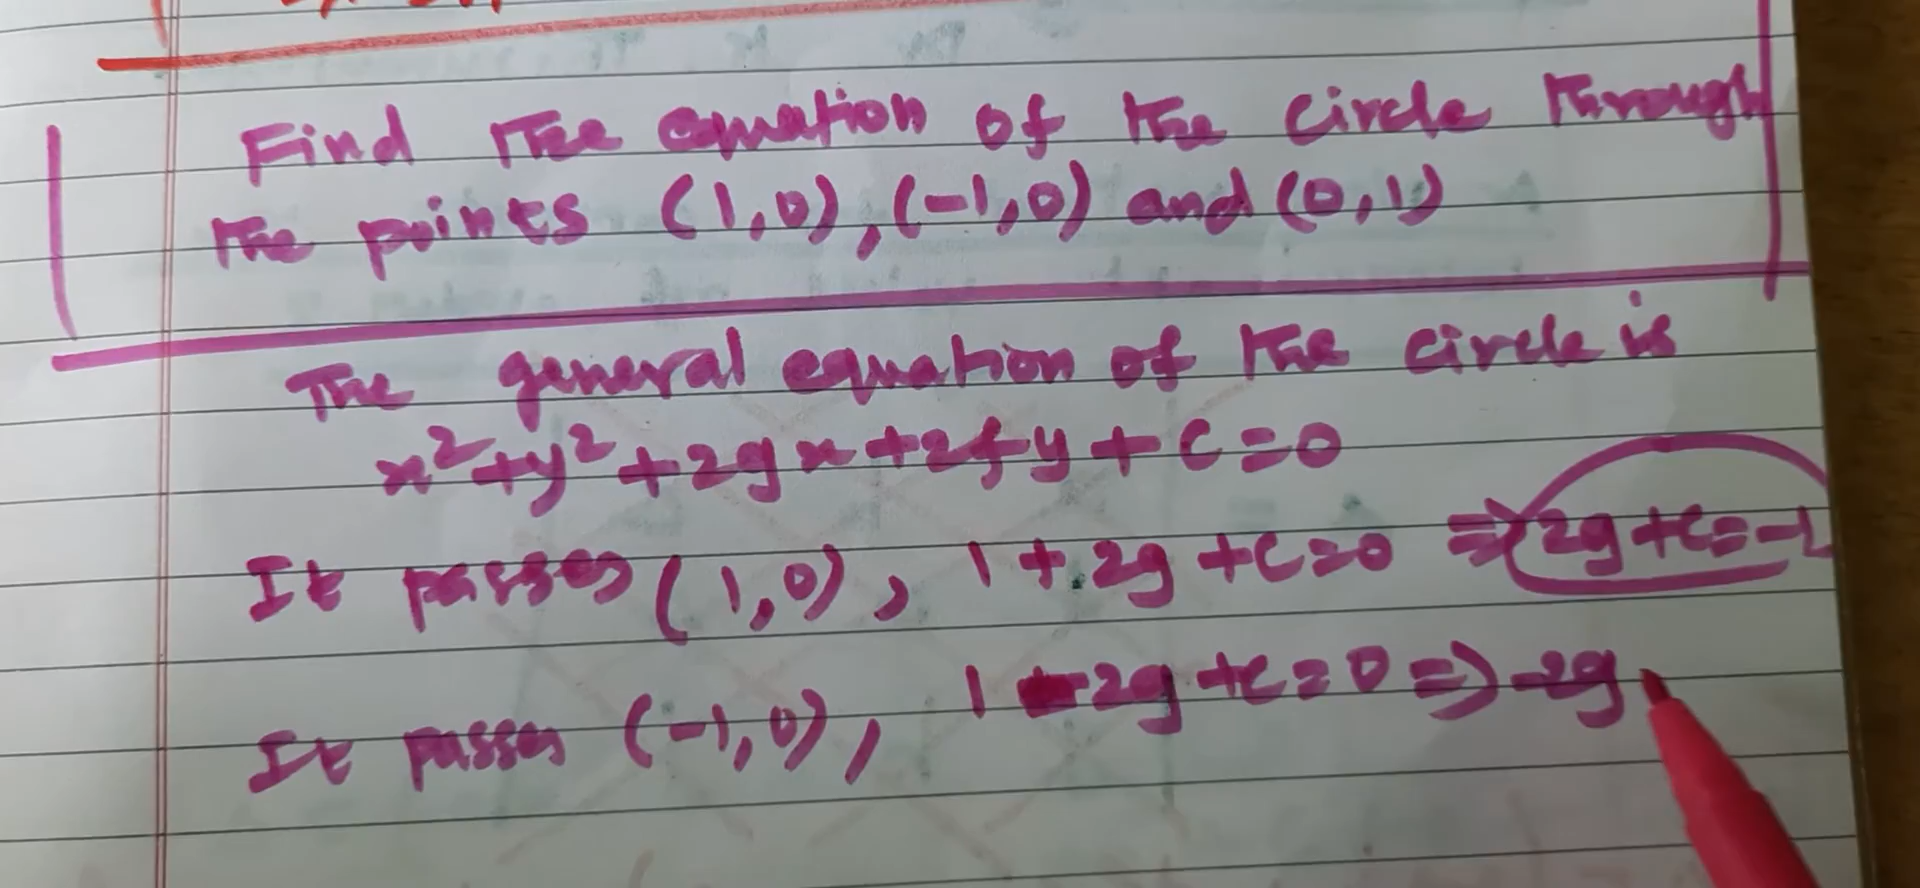 Find the equation of the circle through
the points (1,0), (-1,0) and (0,1)
The general equation of the circle is
x²+y²+2gx+2fy+c=0
It passes (1,0), 1+2g+c=0 ⇒ 2g+c=-1
It passes (-1,0), 1-2g+c=0 ⇒ -2g